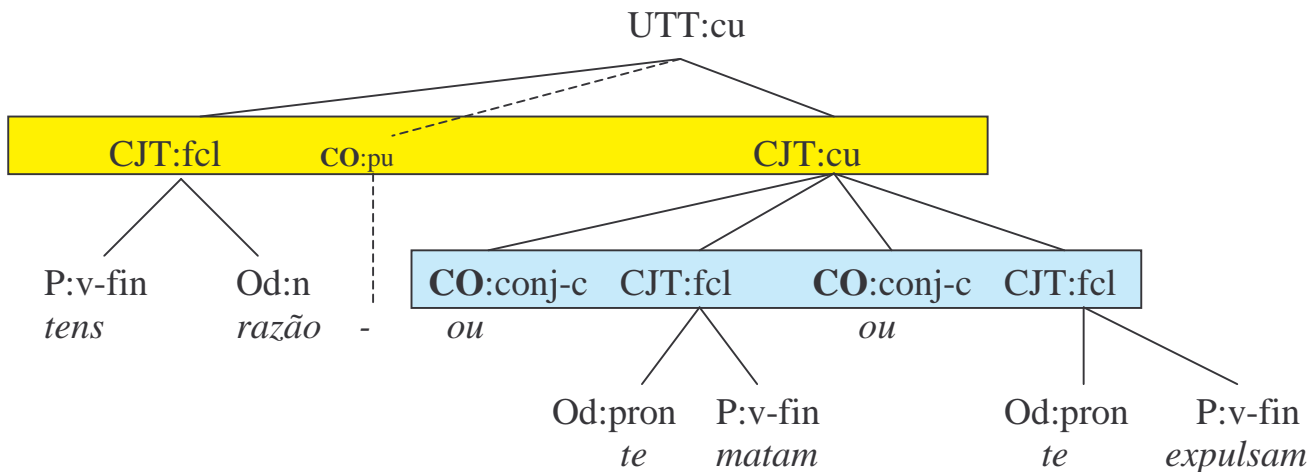 UTT:cu
CJT:fcl CO:pu CJT:cu
P:v-fin Od:n CO:conj-c CJT:fcl CO:conj-c CJT:fcl
tens razão - ou ou
Od:pron P:v-fin Od:pron P:v-fin
te matam te expulsam